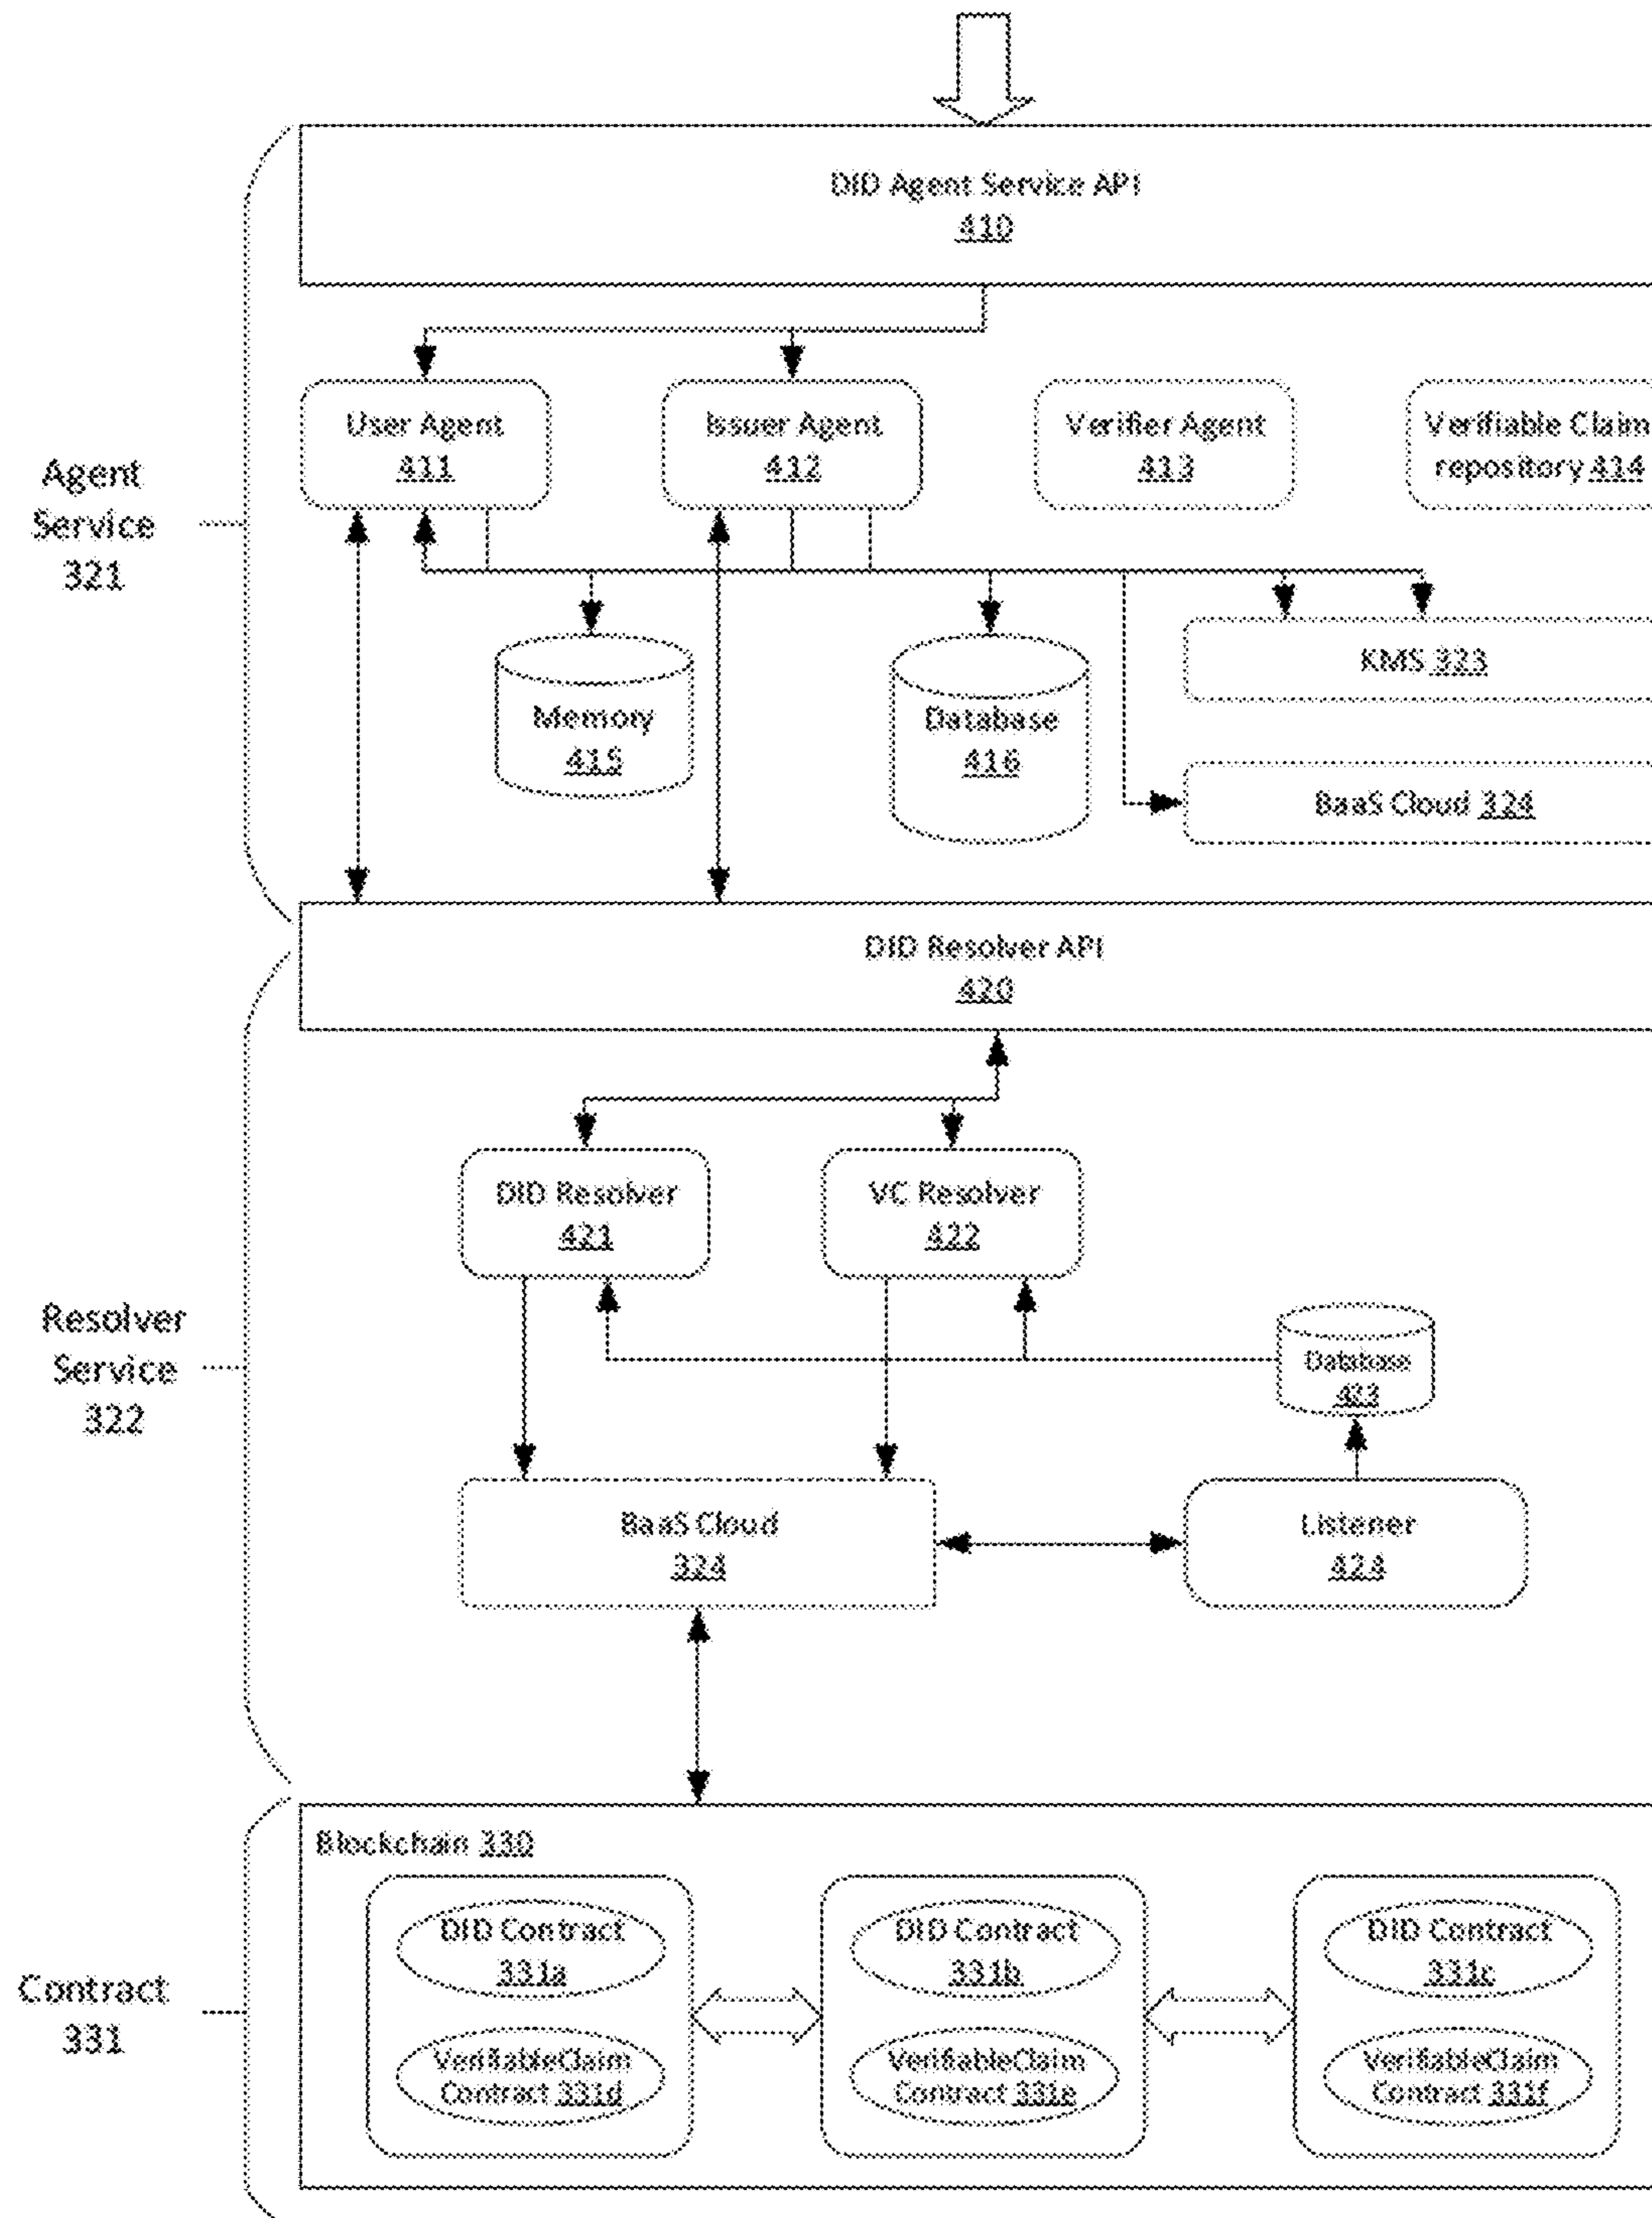 DID Agent Service API
410
User Agent
411
Issuer Agent
412
Verifier Agent
413
Verifiable Claim
repository 414
Agent
Service
321
Memory
415
Database
416
KMS 323
BaaS Cloud 324
DID Resolver API
420
DID Resolver
421
VC Resolver
422
Resolver
Service
322
Database
423
BaaS Cloud
324
Listener
424
Blockchain 330
DID Contract
331a
DID Contract
331b
DID Contract
331c
Contract
331
VerifiableClaim
Contract 331d
VerifiableClaim
Contract 331e
VerifiableClaim
Contract 331f